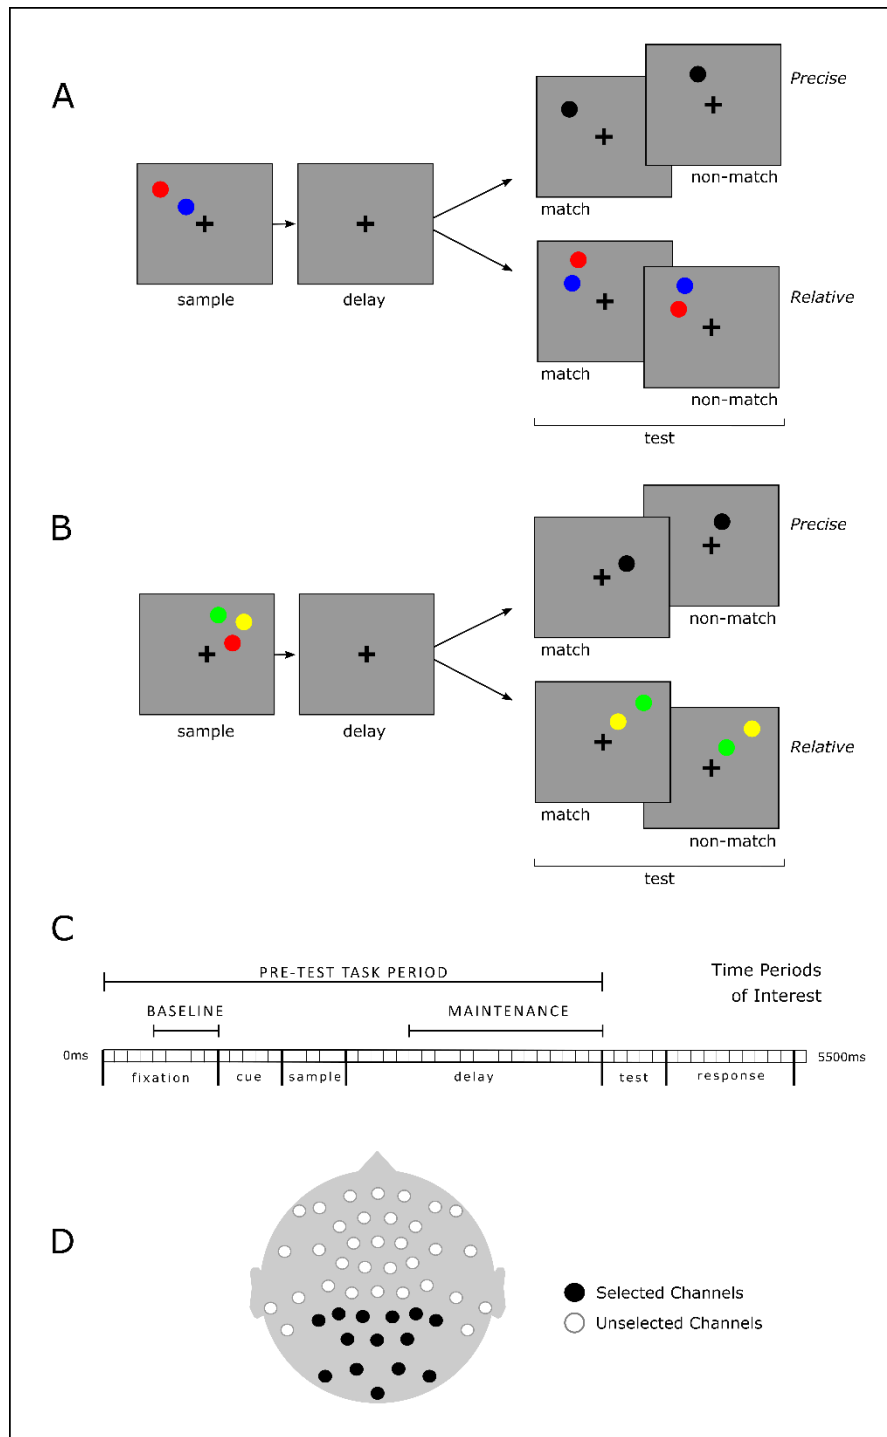 A
Precise
non-match
match
sample
delay
Relative
match
non-match
test
B
Precise
non-match
match
sample
delay
Relative
match
non-match
test
C
PRE-TEST TASK PERIOD
Time Periods
of Interest
BASELINE
MAINTENANCE
0ms
5500ms
fixation
cue
sample
delay
test
response
D
Selected Channels
Unselected Channels